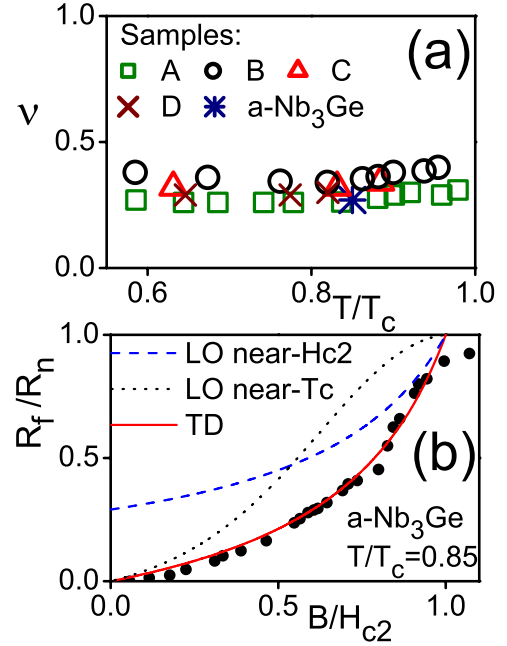 1.0
Samples:
(a)
A B C
D a-Nb3Ge
ν
0.5
0.0
0.6 0.8 1.0
T/Tc
1.0
LO near-Hc2
LO near-Tc
TD
Rf/Rn
0.5
(b)
a-Nb3Ge
T/Tc=0.85
0.0
0.0 0.5 1.0
B/Hc2